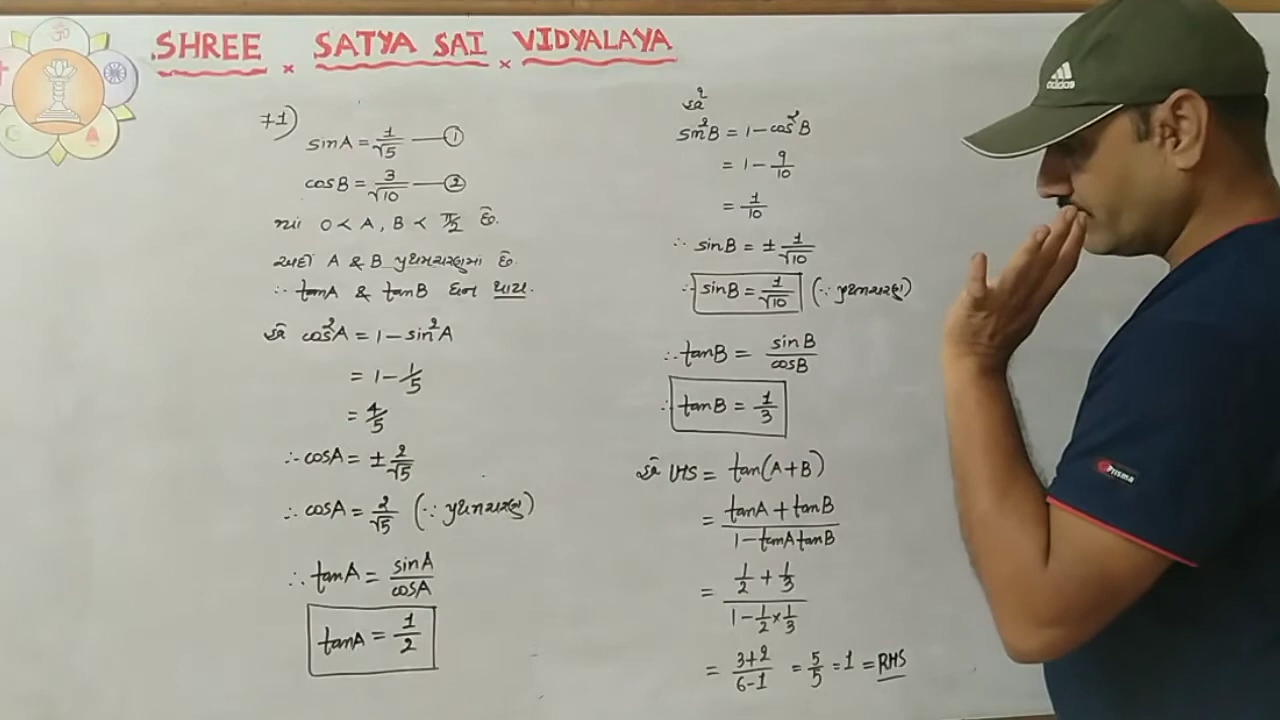 SHREE × SATYA SAI × VIDYALAYA
71)
sinA = 1/√5 —— ①
cosB = 3/√10 —— ②
જ્યાં 0 < A, B < π/2 છે.
અહીં A & B પ્રથમચરણમાં છે.
∴ tanA & tanB ધન થાય.
હવે cos²A = 1 - sin²A
= 1 - 1/5
= 4/5
∴ cosA = ± 2/√5
∴ cosA = 2/√5 (∵ પ્રથમચરણ)
∴ tanA = sinA/cosA
tanA = 1/2
હવે
sin²B = 1 - cos²B
= 1 - 9/10
= 1/10
∴ sinB = ± 1/√10
∴ sinB = 1/√10 (∵ પ્રથમચરણ)
∴ tanB = sinB/cosB
∴ tanB = 1/3
હવે LHS = tan(A+B)
= (tanA + tanB)/(1 - tanA tanB)
= (1/2 + 1/3)/(1 - 1/2 × 1/3)
= (3+2)/(6-1) = 5/5 = 1 = RHS
adidas
Prisma